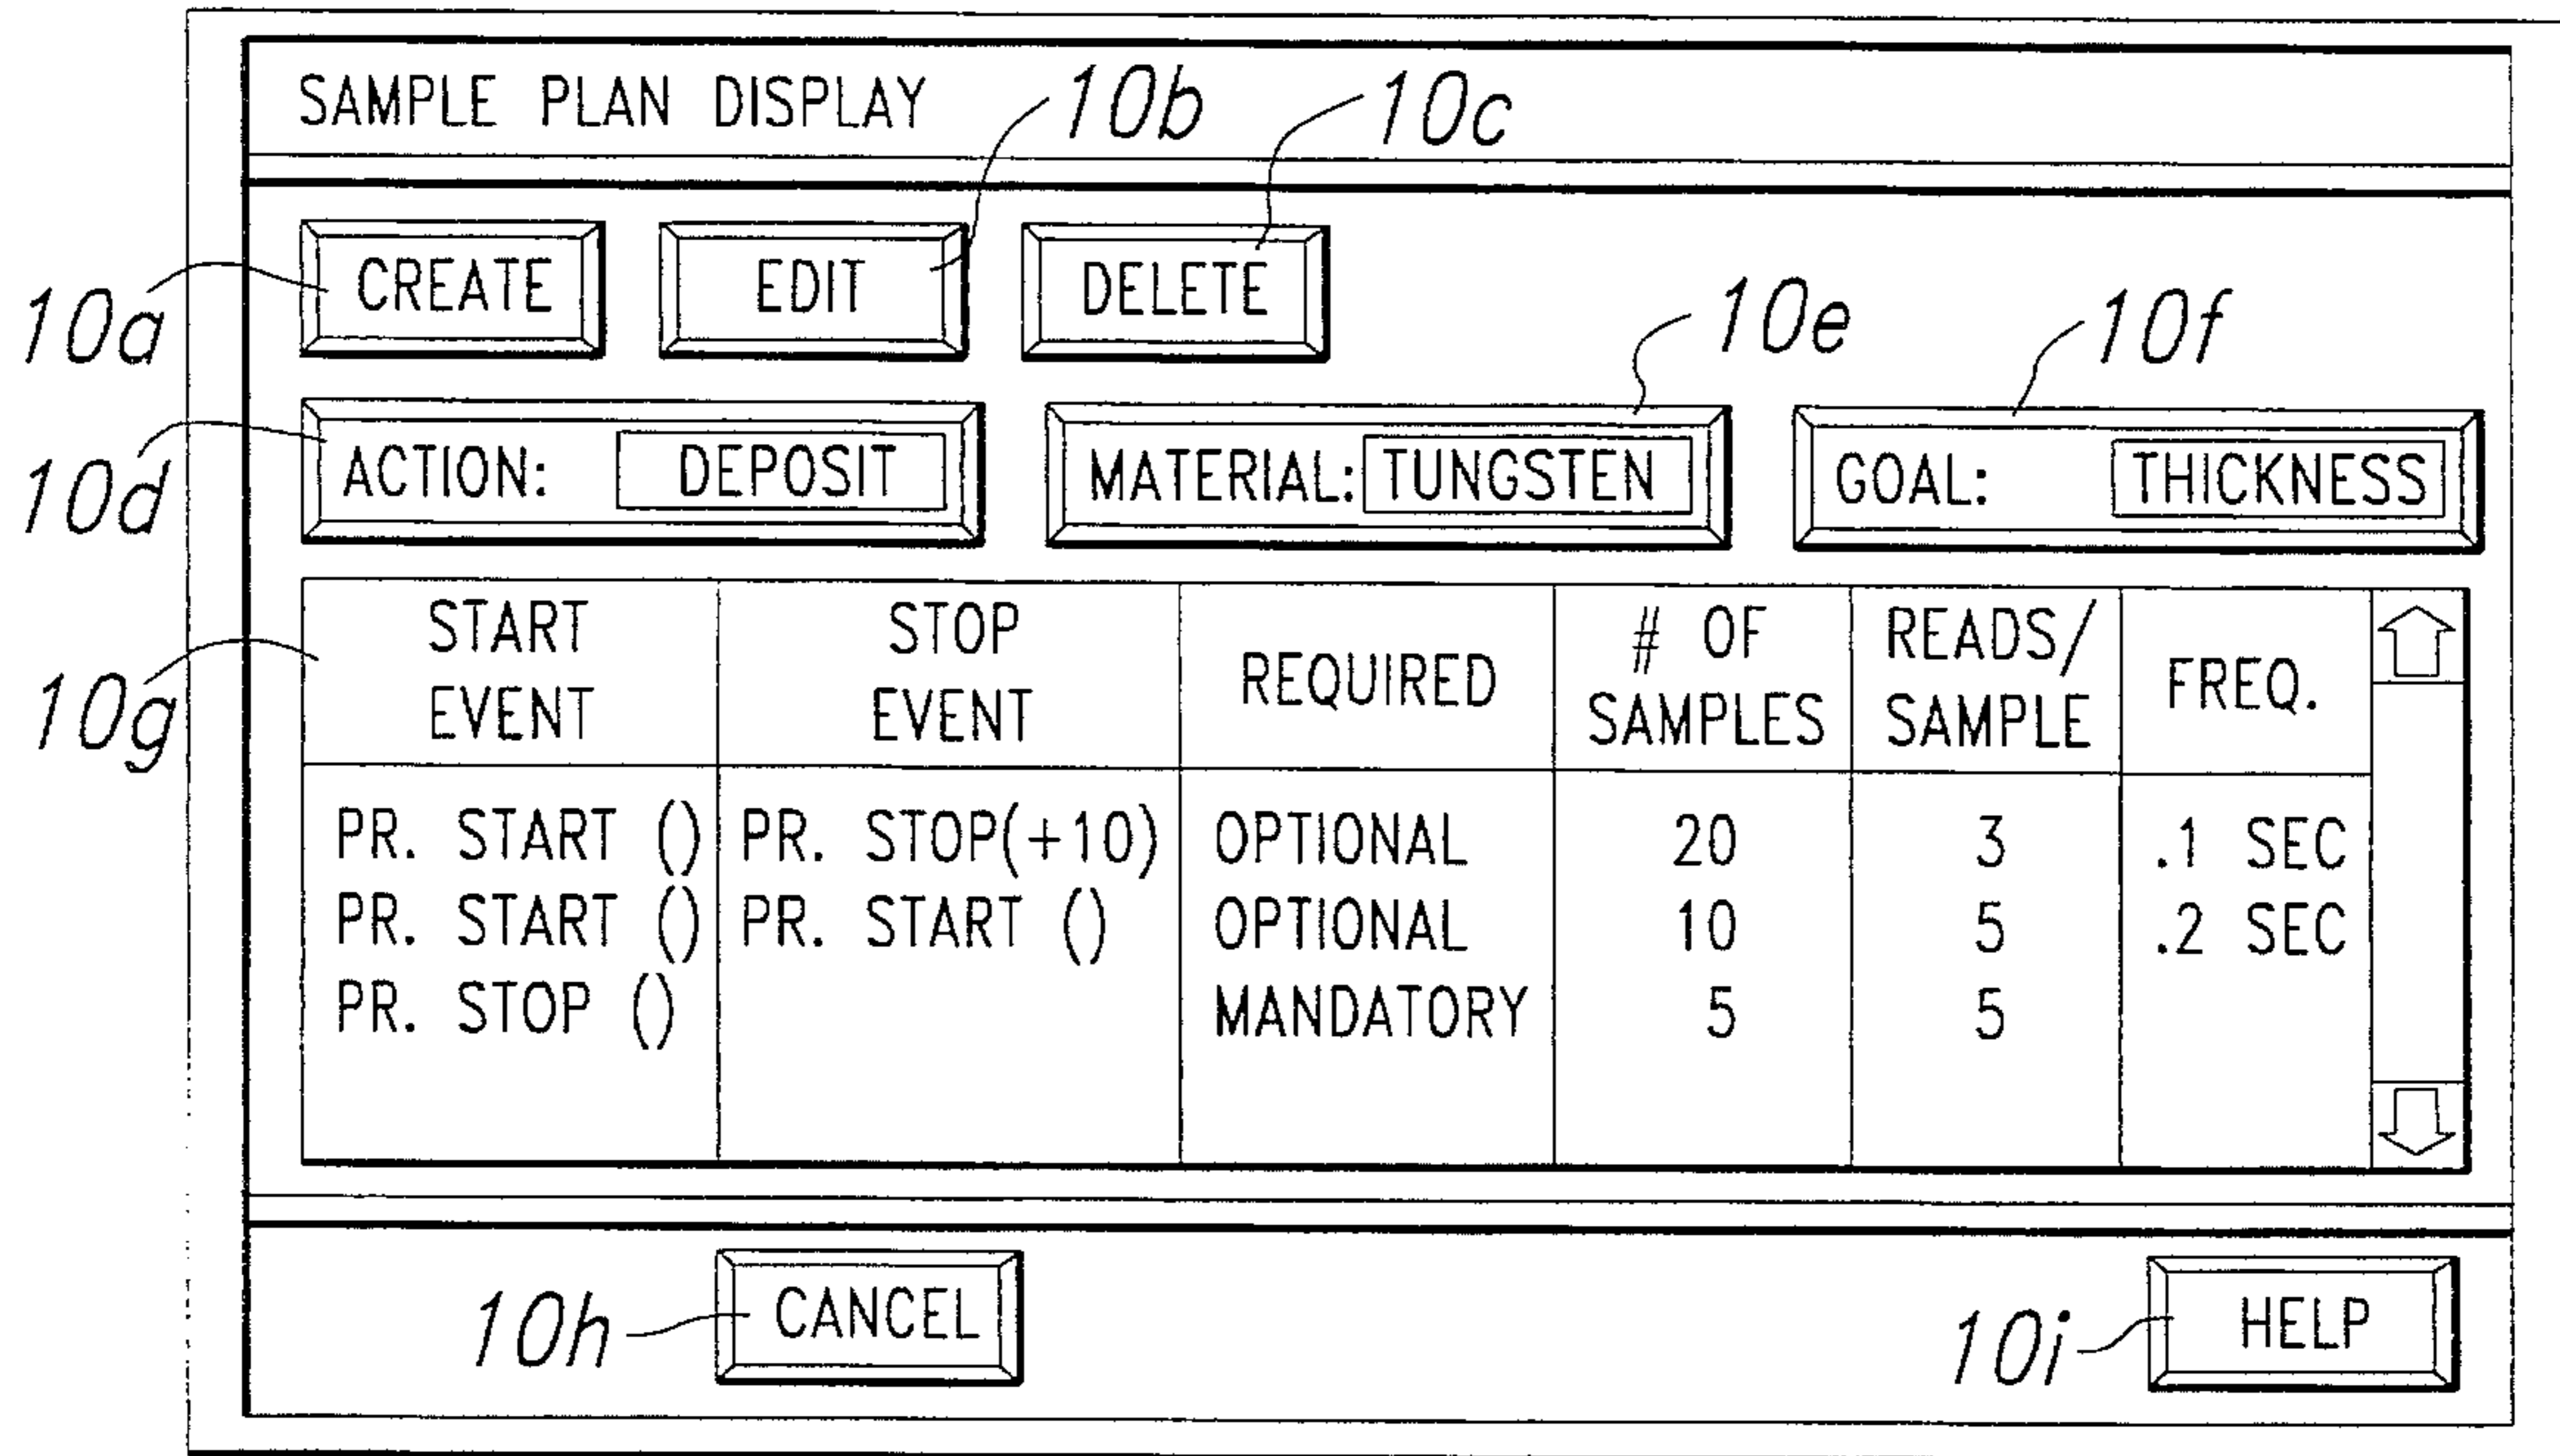 SAMPLE PLAN DISPLAY
10b
10c
CREATE
EDIT
DELETE
10a
10e
10f
ACTION: DEPOSIT
MATERIAL: TUNGSTEN
GOAL: THICKNESS
10d
START EVENT
STOP EVENT
REQUIRED
# OF SAMPLES
READS/ SAMPLE
FREQ.
10g
PR. START () PR. STOP(+10) OPTIONAL 20 3 .1 SEC
PR. START () PR. START () OPTIONAL 10 5 .2 SEC
PR. STOP () MANDATORY 5 5
10h
CANCEL
10i
HELP